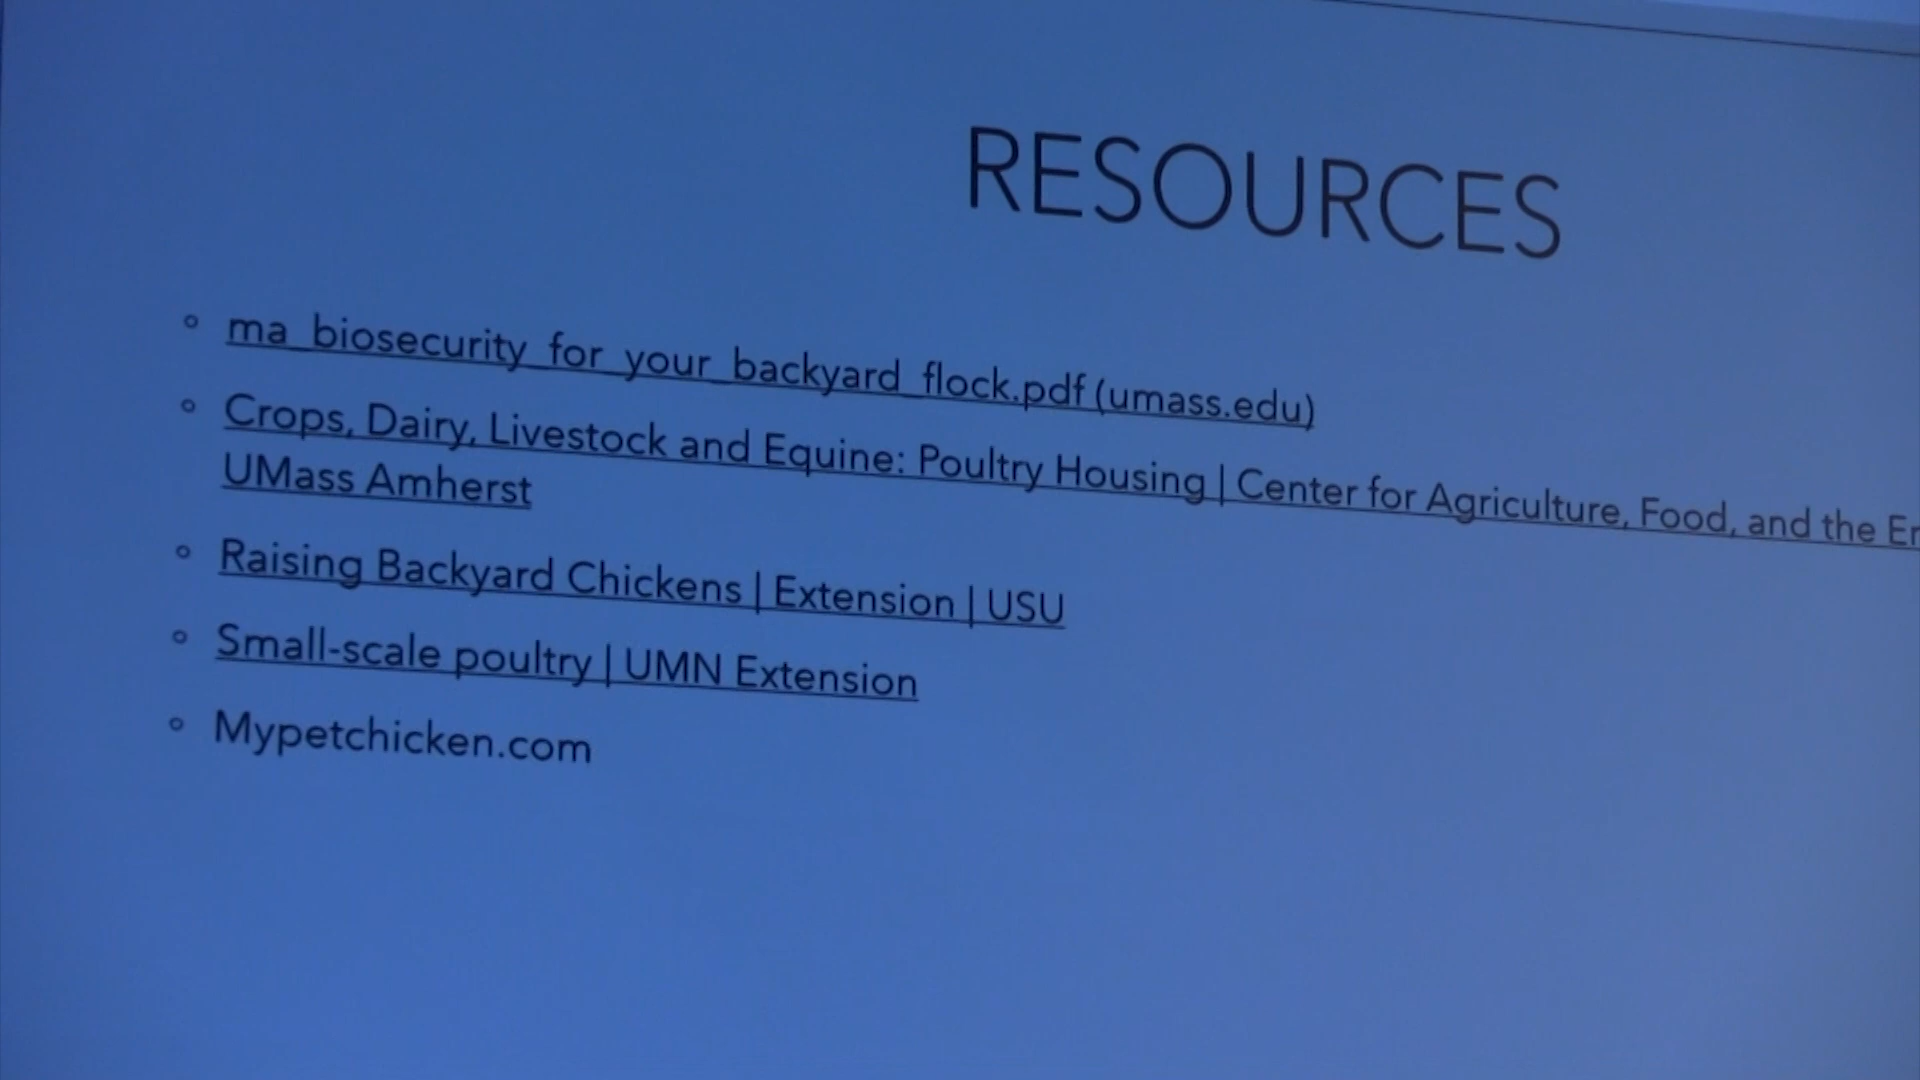 RESOURCES
ma_biosecurity_for_your_backyard_flock.pdf (umass.edu)
Crops, Dairy, Livestock and Equine: Poultry Housing | Center for Agriculture, Food, and the
UMass Amherst
Raising Backyard Chickens | Extension | USU
Small-scale poultry | UMN Extension
Mypetchicken.com